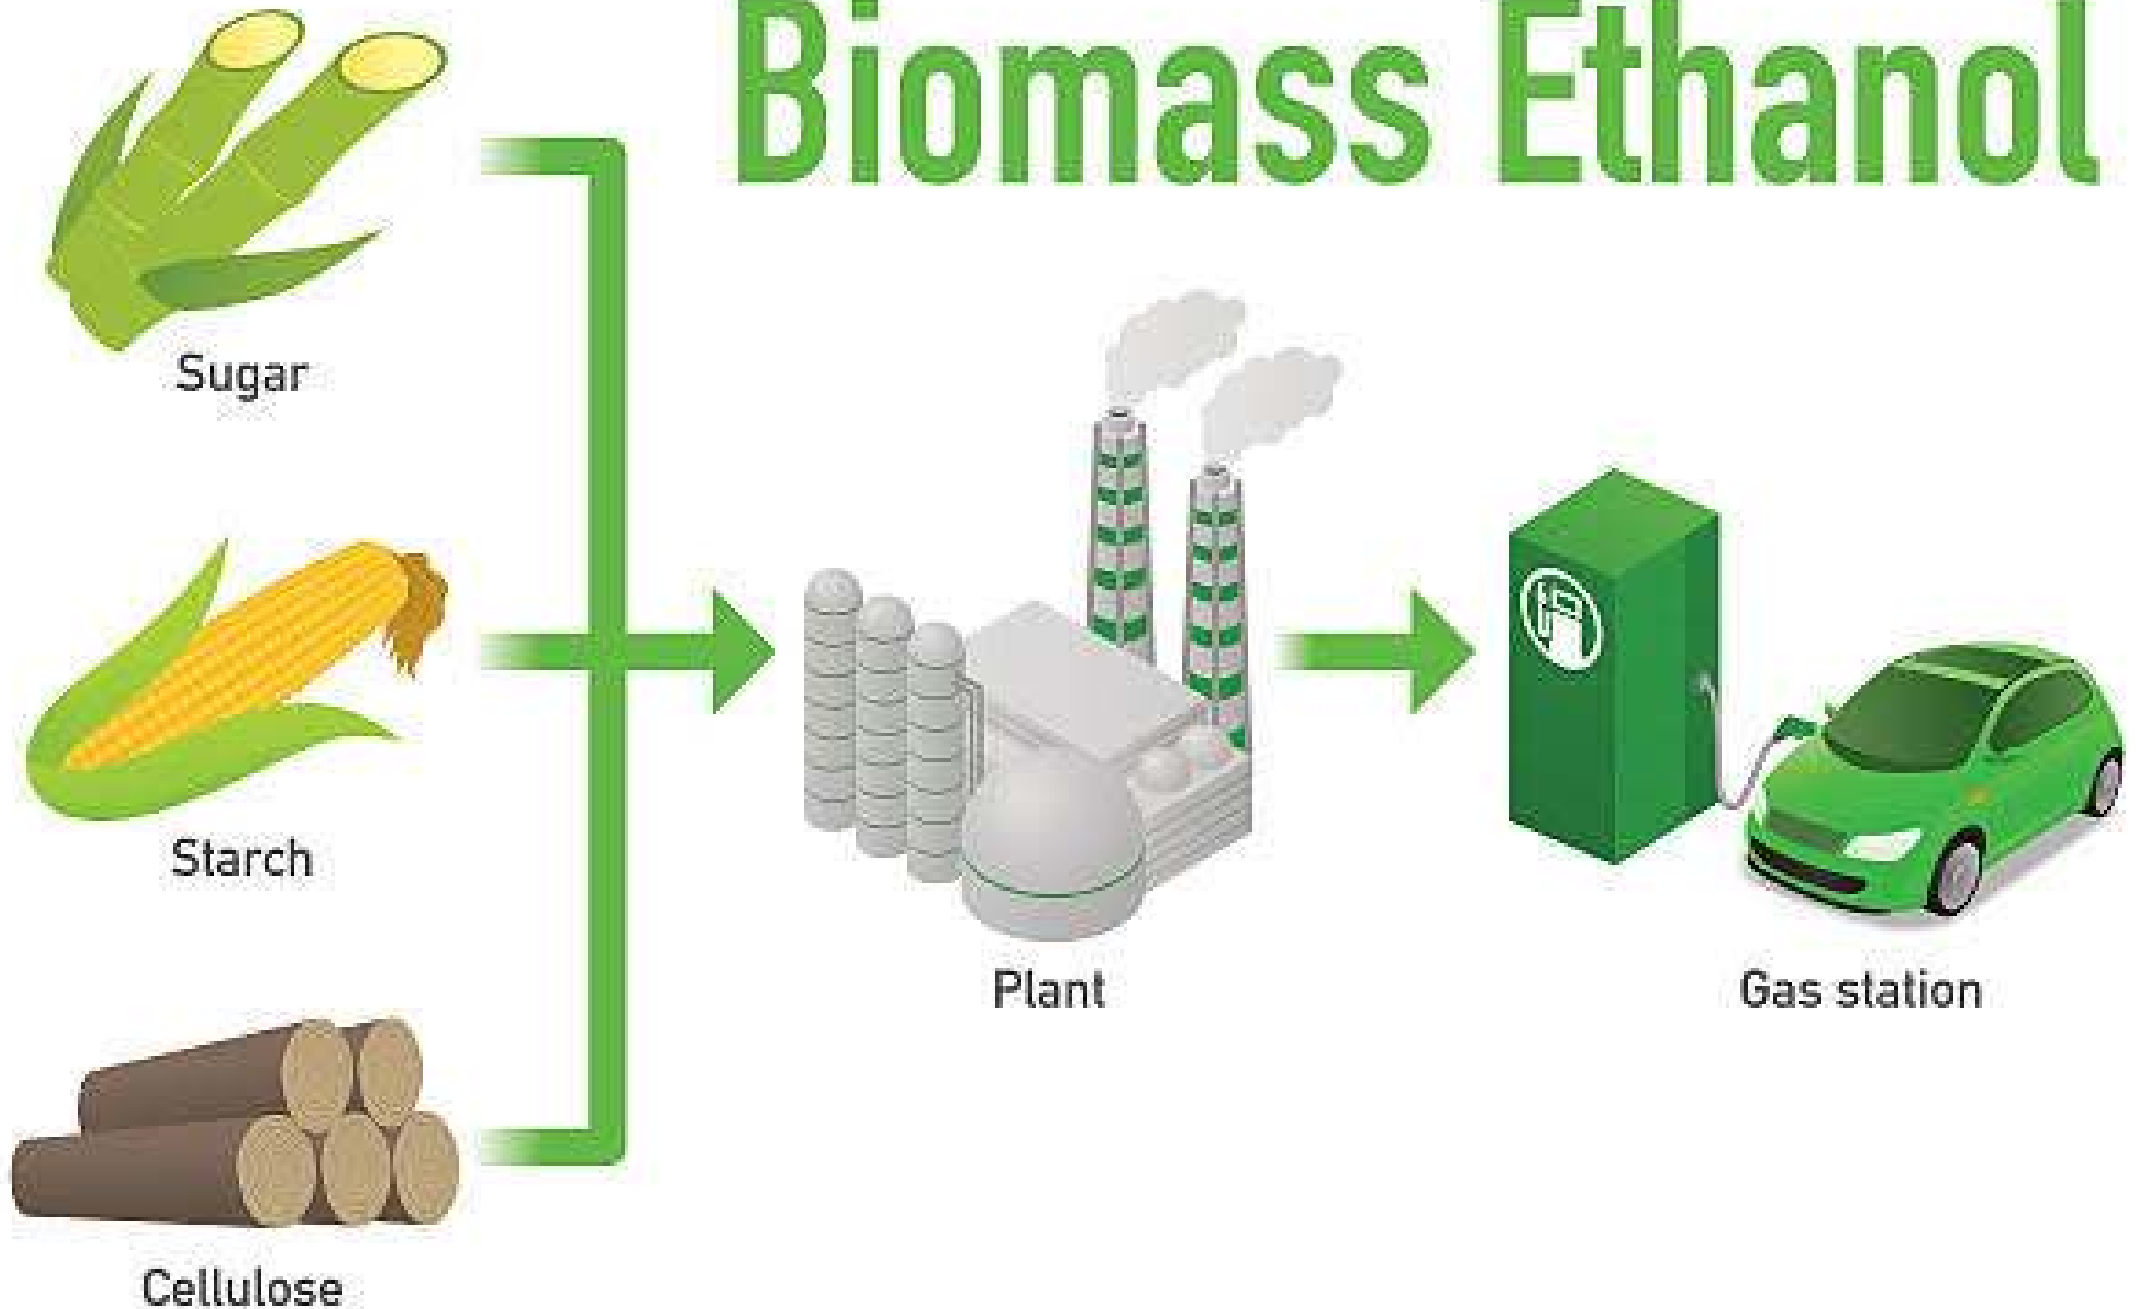 Biomass Ethanol
Sugar
Starch
Cellulose
Plant
Gas station